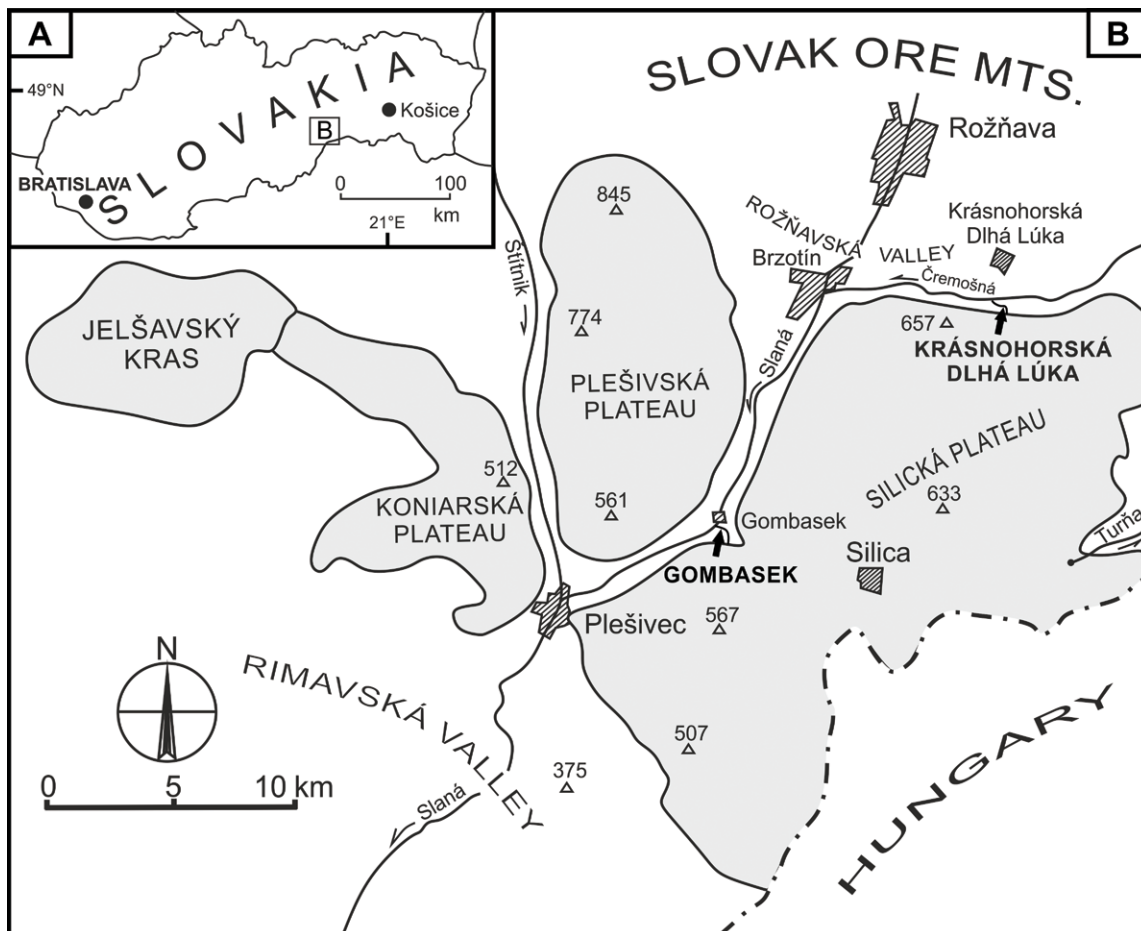 A
49°N
SLOVAKIA
Košice
B
BRATISLAVA
0 100
km
21°E
B
SLOVAK ORE MTS.
Rožňava
845
Štítnik
ROŽŇAVSKÁ
VALLEY
Krásnohorská
Dlhá Lúka
Brzotín
Čremošná
JELŠAVSKÝ
KRAS
774
Slaná
657
KRÁSNOHORSKÁ
DLHÁ LÚKA
PLEŠIVSKÁ
PLATEAU
SILICKÁ PLATEAU
512
KONIARSKÁ
PLATEAU
561
633
Gombasek
Turňa
GOMBASEK
Silica
Plešivec
567
N
RIMAVSKÁ VALLEY
507
375
HUNGARY
0 5 10 km
Slaná